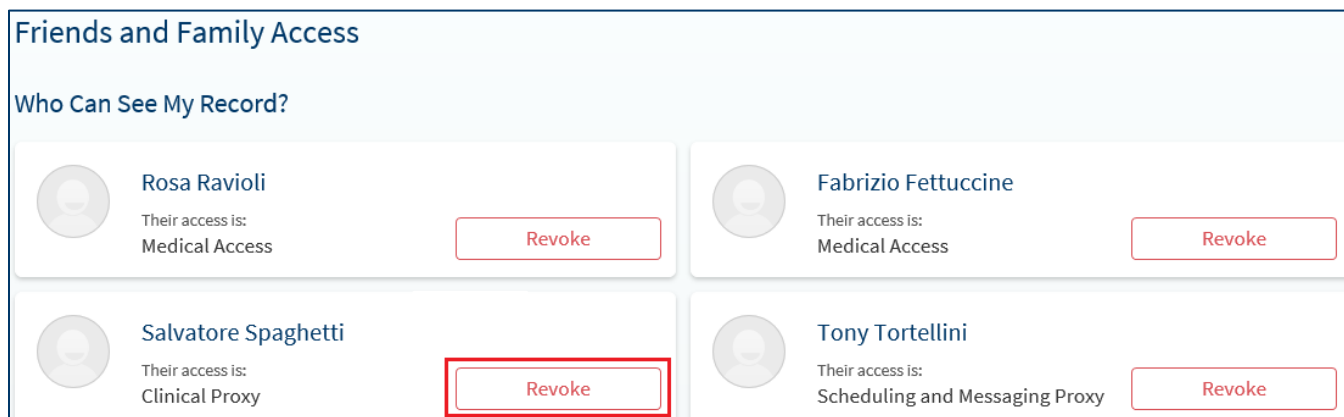 Friends and Family Access
Who Can See My Record?
Rosa Ravioli
Their access is:
Medical Access
Revoke
Fabrizio Fettuccine
Their access is:
Medical Access
Revoke
Salvatore Spaghetti
Their access is:
Clinical Proxy
Revoke
Tony Tortellini
Their access is:
Scheduling and Messaging Proxy
Revoke